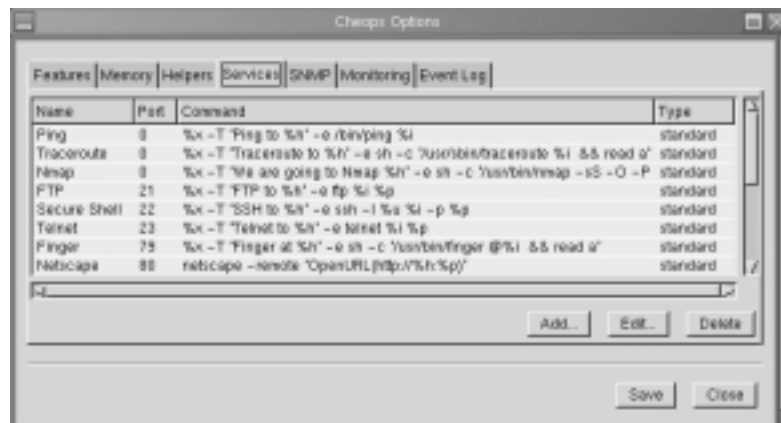 Cheops Options
Features Memory Helpers Services SNMP Monitoring Event Log
Name Port Command Type
Ping 0 %x -T "Ping to %h" -e /bin/ping %i standard
Traceroute 0 %x -T "Traceroute to %h" -e sh -c "/usr/sbin/traceroute %i && read a" standard
Nmap 0 %x -T "We are going to Nmap %h" -e sh -c "/usr/bin/nmap -sS -O -P standard
FTP 21 %x -T "FTP to %h" -e ftp %i %p standard
Secure Shell 22 %x -T "SSH to %h" -e ssh -l %u %i -p %p standard
Telnet 23 %x -T "Telnet to %h" -e telnet %i %p standard
Finger 79 %x -T "Finger at %h" -e sh -c "/usr/bin/finger @%i && read a" standard
Netscape 80 netscape -remote "OpenURL(http://%h:%p)" standard
Add... Edit... Delete
Save Close